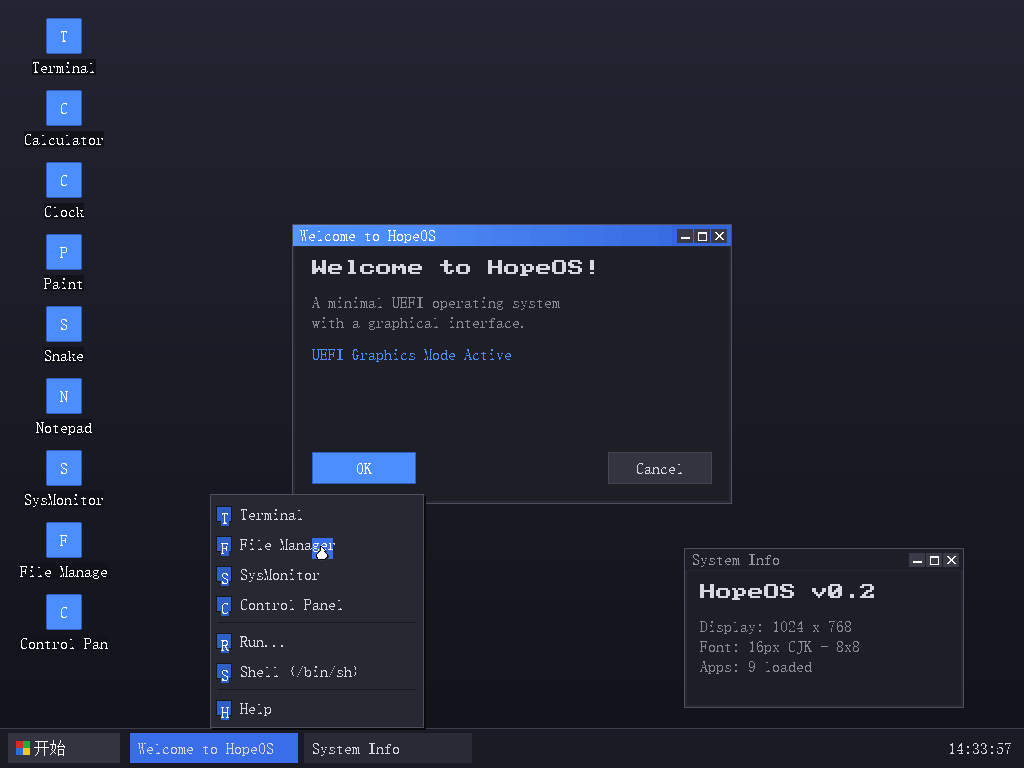 T
Terminal
C
Calculator
C
Clock
P
Paint
S
Snake
N
Notepad
S
SysMonitor
F
File Manage
C
Control Pan
Welcome to HopeOS
Welcome to HopeOS!
A minimal UEFI operating system
with a graphical interface.
UEFI Graphics Mode Active
OK
Cancel
T Terminal
F File Manager
S SysMonitor
C Control Panel
R Run...
S Shell (/bin/sh)
H Help
System Info
HopeOS v0.2
Display: 1024 x 768
Font: 16px CJK - 8x8
Apps: 9 loaded
开始
Welcome to HopeOS
System Info
14:33:57